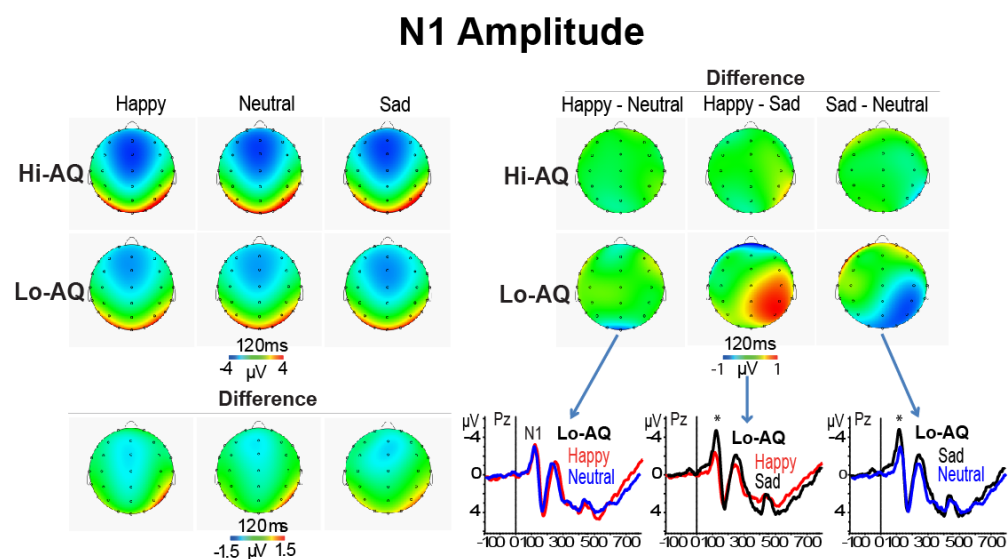 N1 Amplitude
Difference
Happy Neutral Sad
Happy - Neutral Happy - Sad Sad - Neutral
Hi-AQ
Hi-AQ
Lo-AQ
Lo-AQ
120ms
-4 4
µV
120ms
-1 1
µV
Difference
120ms
-1.5 1.5
µV
µV Pz
-4
0
4
N1 Lo-AQ
Happy
Neutral
-100 0 100 300 500 700
µV Pz
-4
0
4
*
Lo-AQ
Happy
Sad
-100 0 100 300 500 700
µV Pz
-4
0
4
*
Lo-AQ
Sad
Neutral
-100 0 100 300 500 700